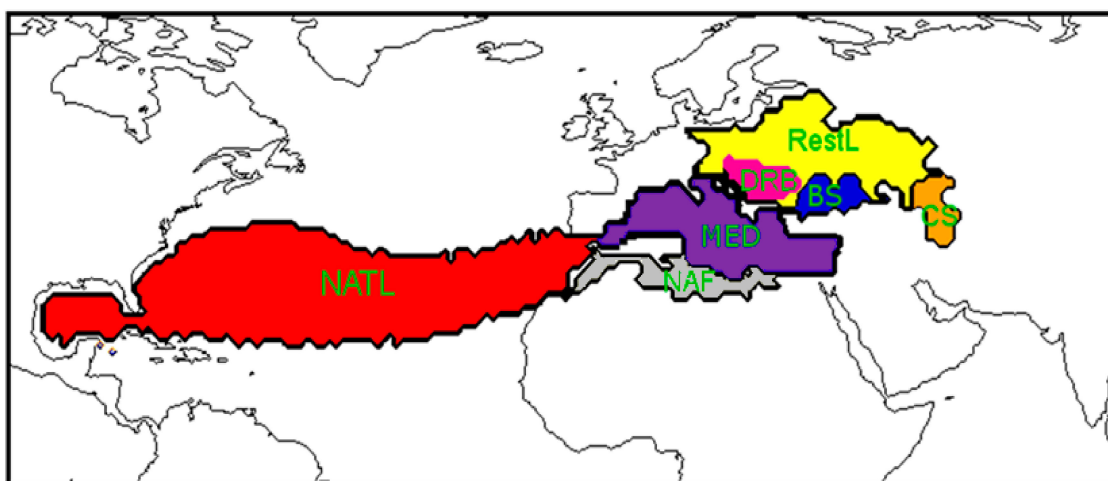 RestL
DRB
BS
CS
MED
NATL
NAF